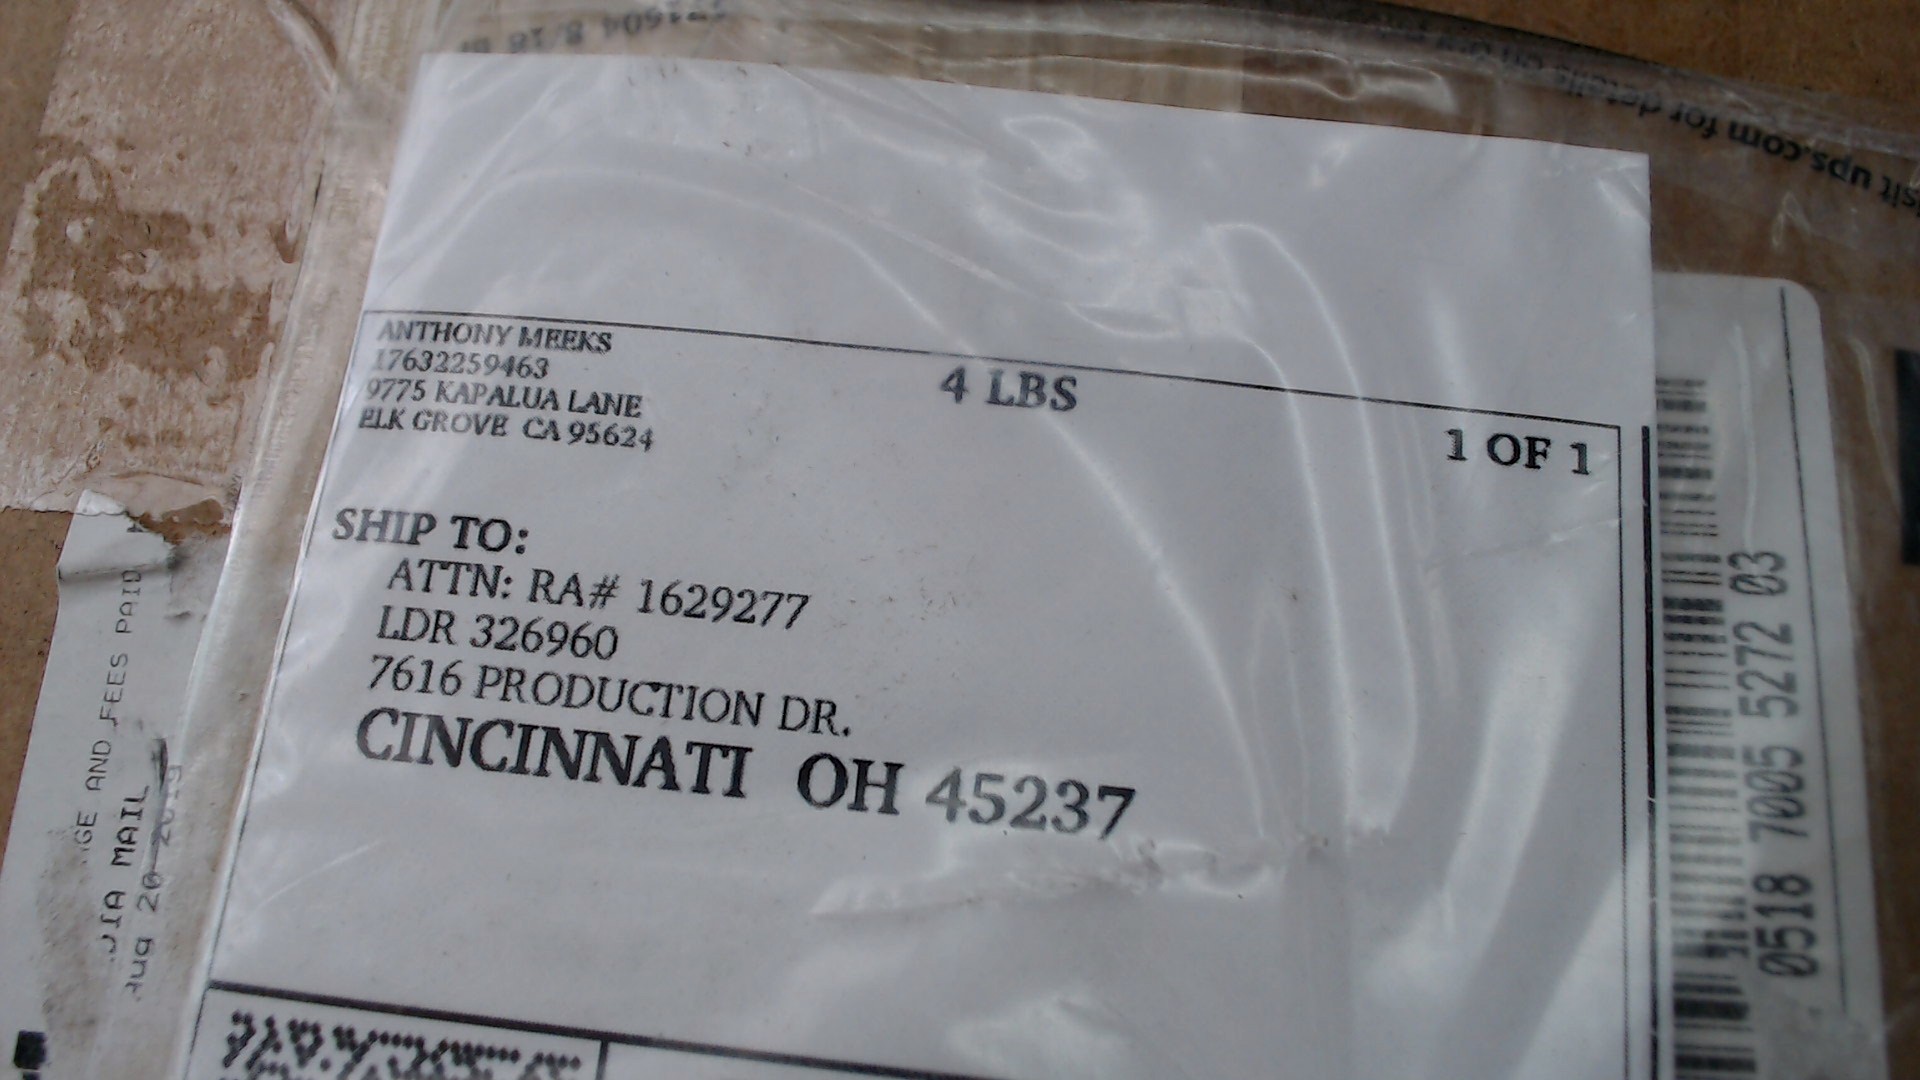 ANTHONY MEEKS
17632259463
9775 KAPALUA LANE
ELK GROVE CA 95624
4 LBS
1 OF 1
SHIP TO:
ATTN: RA# 1629277
LDR 326960
7616 PRODUCTION DR.
CINCINNATI OH 45237
0518 7005 5272 03
ups.com for details
AND FEES PAID
MAIL